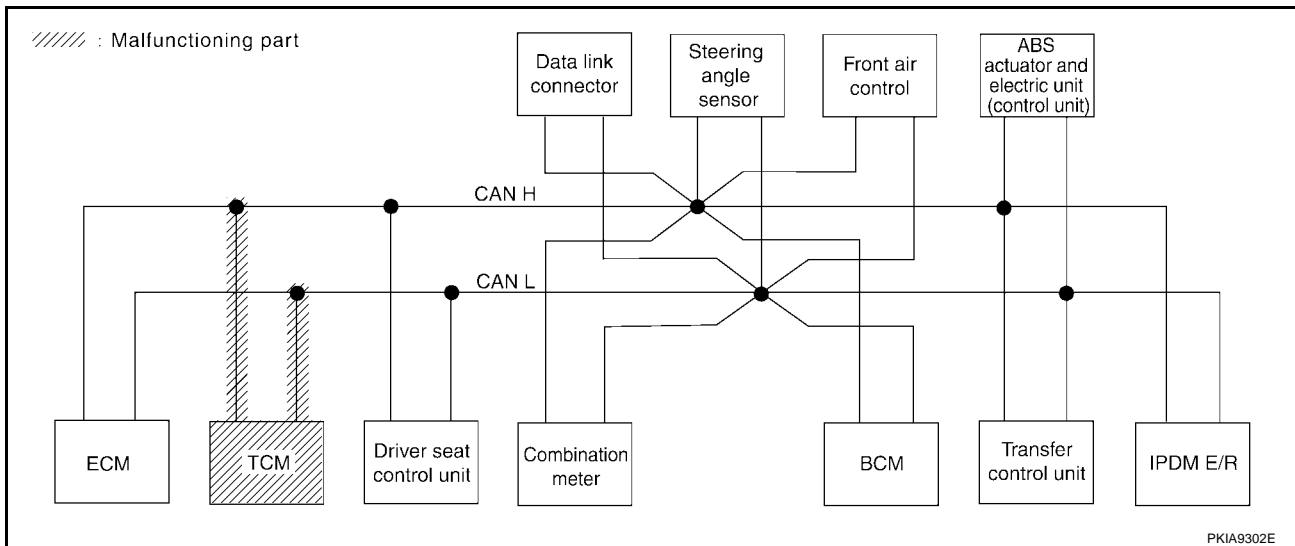 : Malfunctioning part
Data link
connector
Steering
angle
sensor
Front air
control
ABS
actuator and
electric unit
(control unit)
CAN H
CAN L
ECM
TCM
Driver seat
control unit
Combination
meter
BCM
Transfer
control unit
IPDM E/R
PKIA9302E